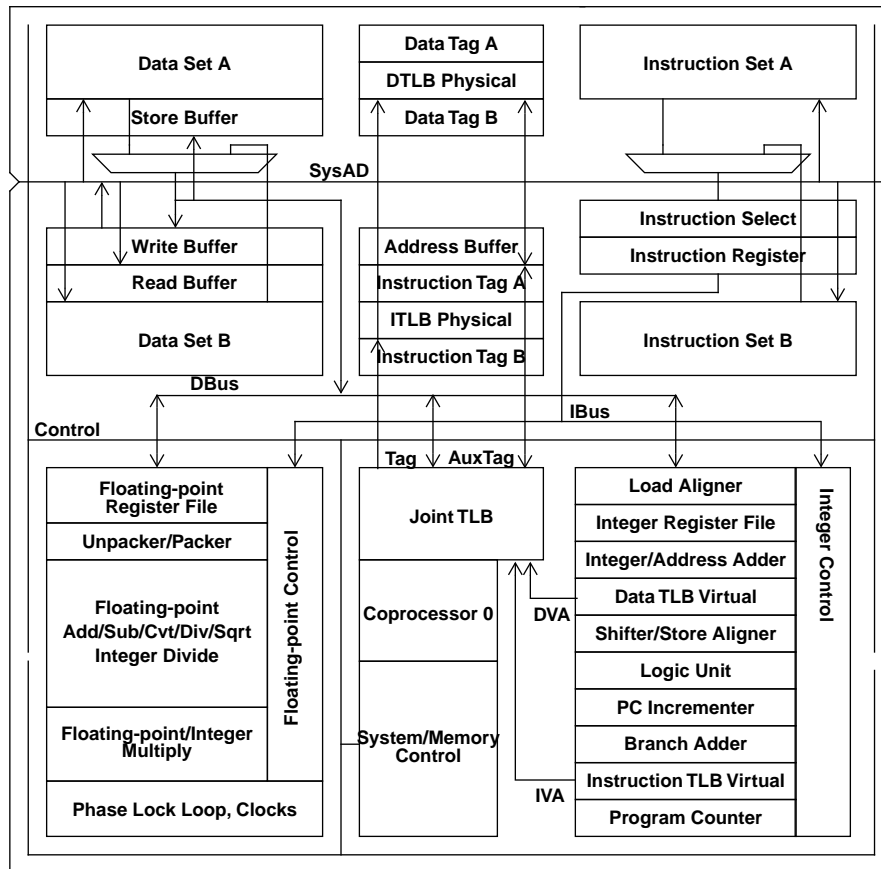 Data Set A
Store Buffer
Data Tag A
DTLB Physical
Data Tag B
Instruction Set A
SysAD
Write Buffer
Read Buffer
Data Set B
Address Buffer
Instruction Tag A
ITLB Physical
Instruction Tag B
Instruction Select
Instruction Register
Instruction Set B
DBus
IBus
Control
Tag
AuxTag
Floating-point
Register File
Unpacker/Packer
Floating-point
Add/Sub/Cvt/Div/Sqrt
Integer Divide
Floating-point/Integer
Multiply
Phase Lock Loop, Clocks
Floating-point Control
Joint TLB
Coprocessor 0
System/Memory
Control
DVA
IVA
Load Aligner
Integer Register File
Integer/Address Adder
Data TLB Virtual
Shifter/Store Aligner
Logic Unit
PC Incrementer
Branch Adder
Instruction TLB Virtual
Program Counter
Integer Control